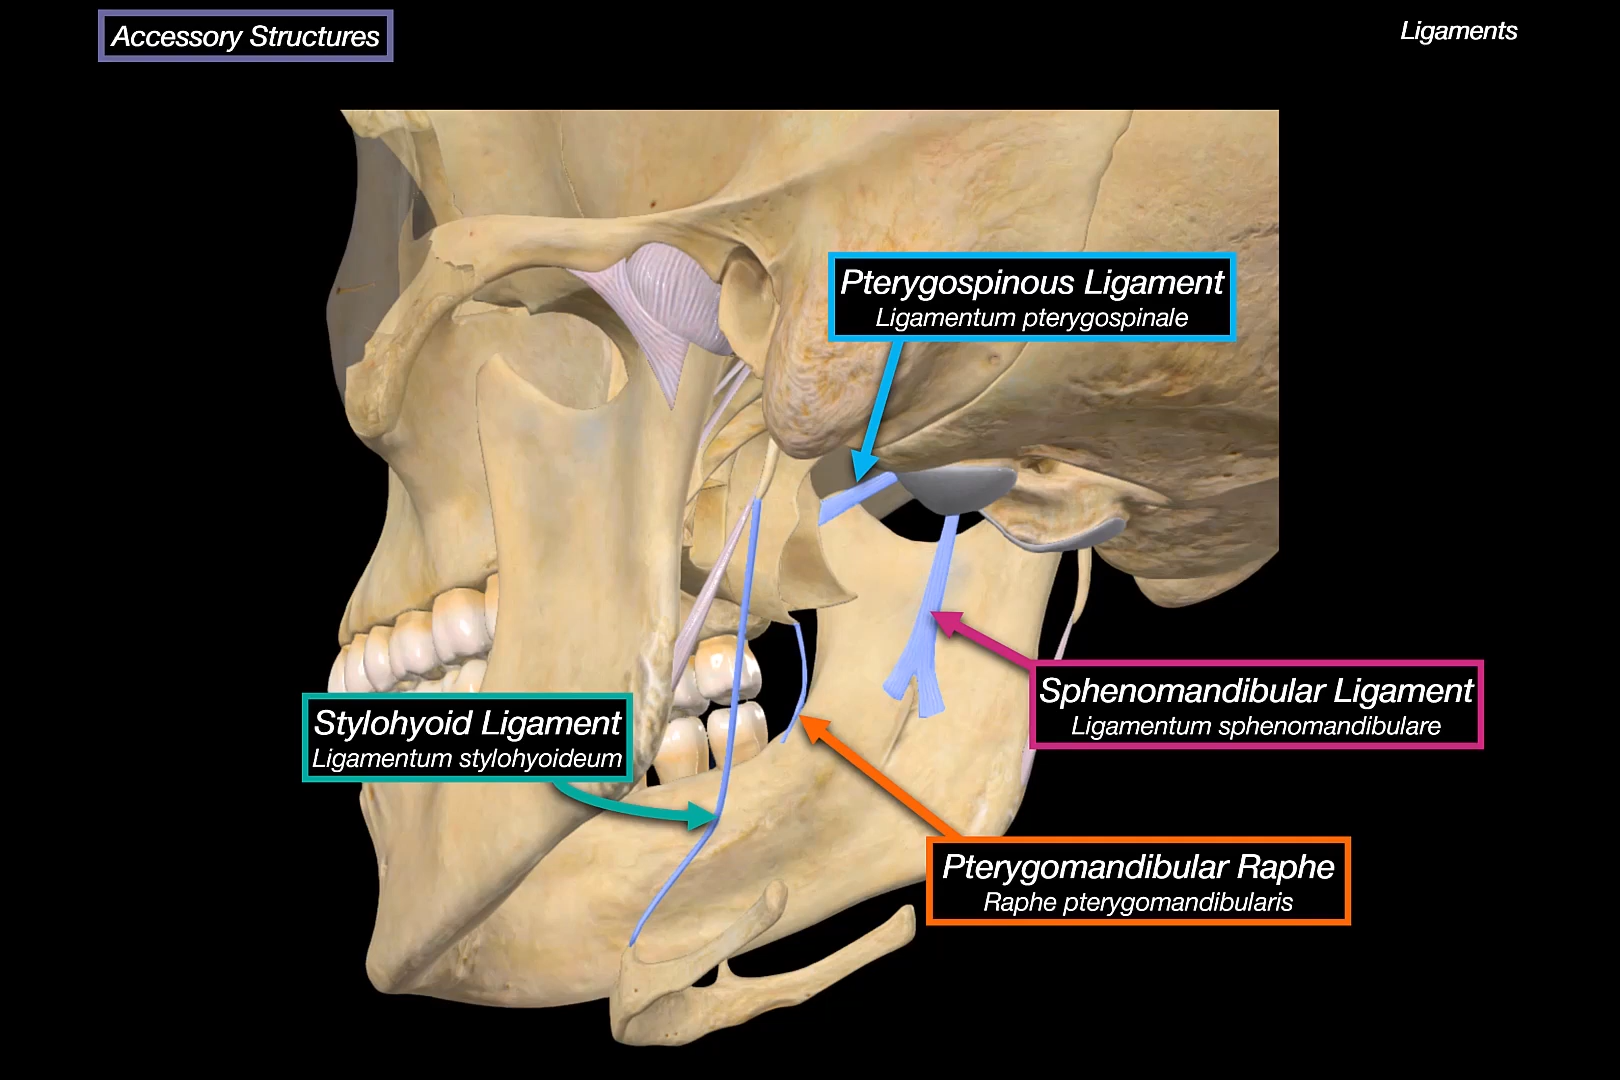 Accessory Structures
Ligaments
Pterygospinous Ligament
Ligamentum pterygospinale
Sphenomandibular Ligament
Ligamentum sphenomandibulare
Stylohyoid Ligament
Ligamentum stylohyoideum
Pterygomandibular Raphe
Raphe pterygomandibularis